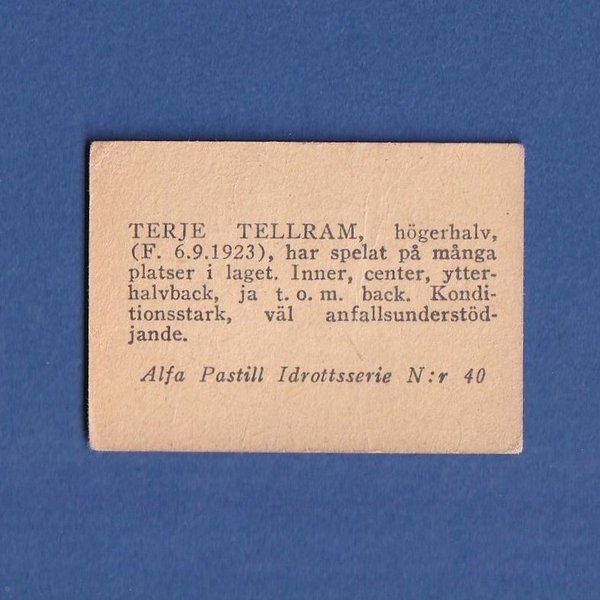 TERJE TELLRAM, högerhalv,
(F. 6.9.1923), har spelat på många
platser i laget. Inner, center, ytter-
halvback, ja t. o. m. back. Kondi-
tionsstark, väl anfallsunderstöd-
jande.
Alfa Pastill Idrottsserie N:r 40